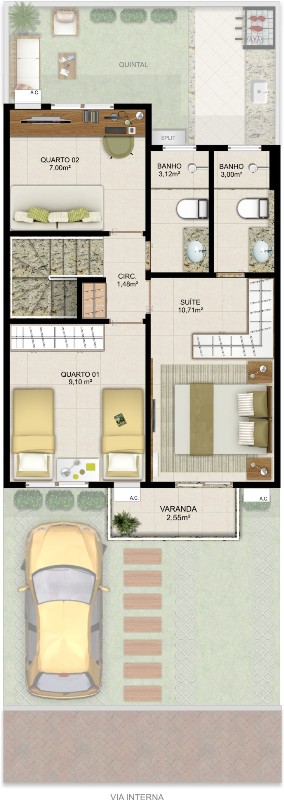 QUINTAL
A.C.
SPLIT
QUARTO 02
7,00m²
BANHO
3,12m²
BANHO
3,00m²
CIRC.
1,48m²
SUÍTE
10,71m²
QUARTO 01
9,10 m²
A.C.
A.C.
VARANDA
2,55m²
VIA INTERNA